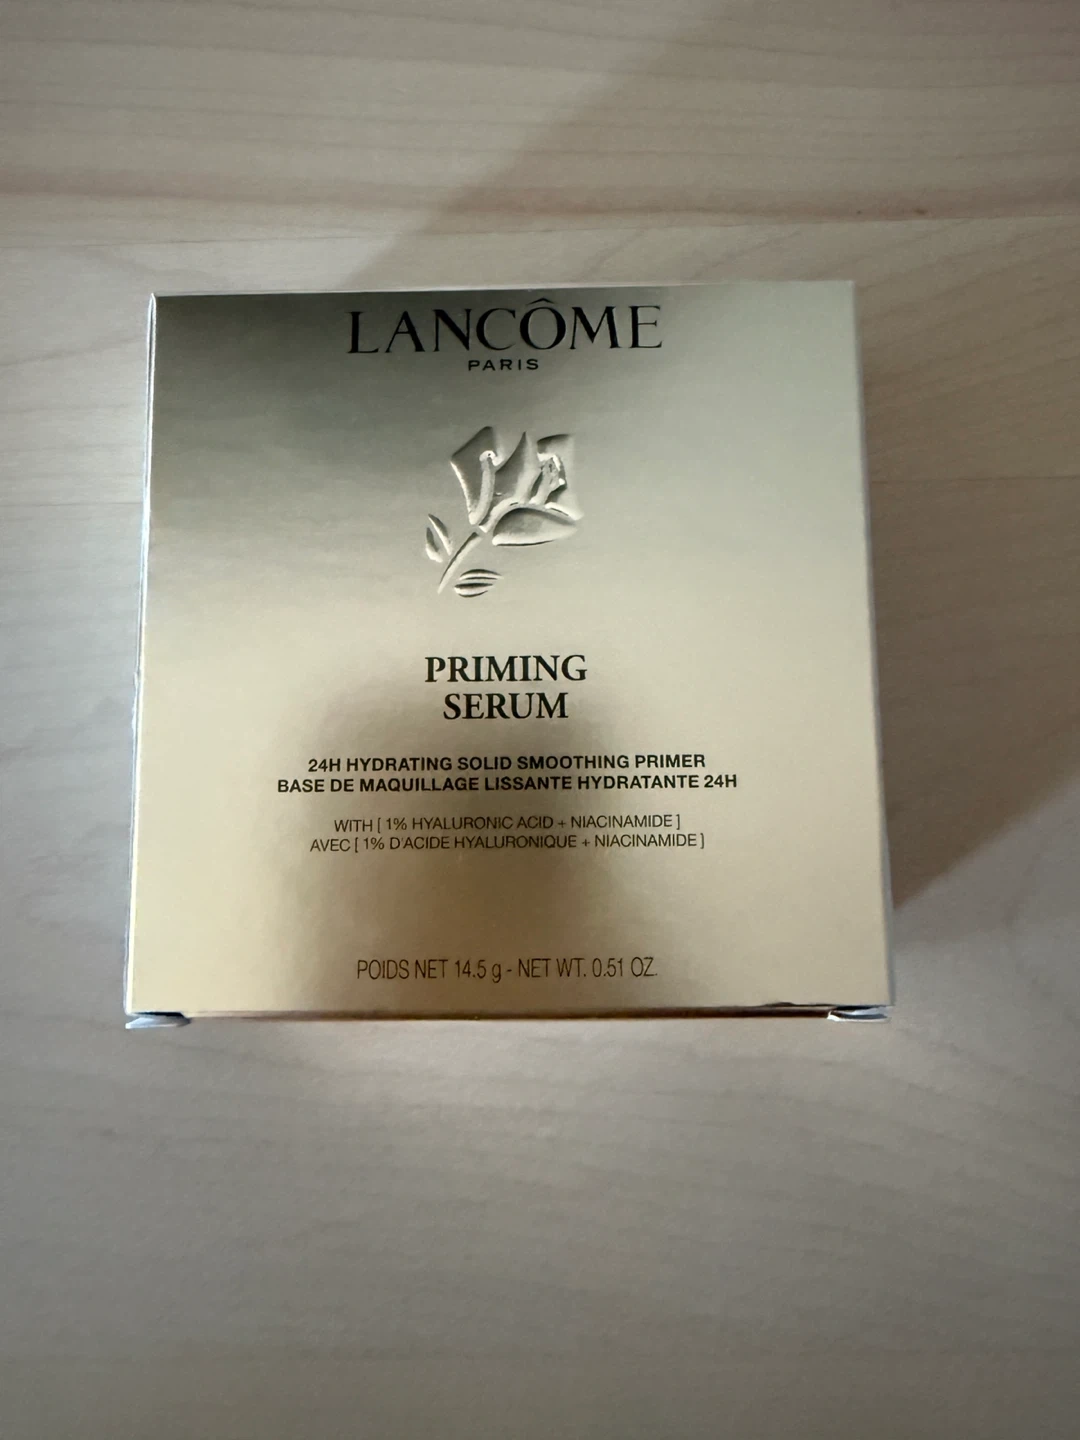 LANCÔME
PARIS
PRIMING
SERUM
24H HYDRATING SOLID SMOOTHING PRIMER
BASE DE MAQUILLAGE LISSANTE HYDRATANTE 24H
WITH [ 1% HYALURONIC ACID + NIACINAMIDE ]
AVEC [ 1% D'ACIDE HYALURONIQUE + NIACINAMIDE ]
POIDS NET 14.5 g - NET WT. 0.51 OZ.